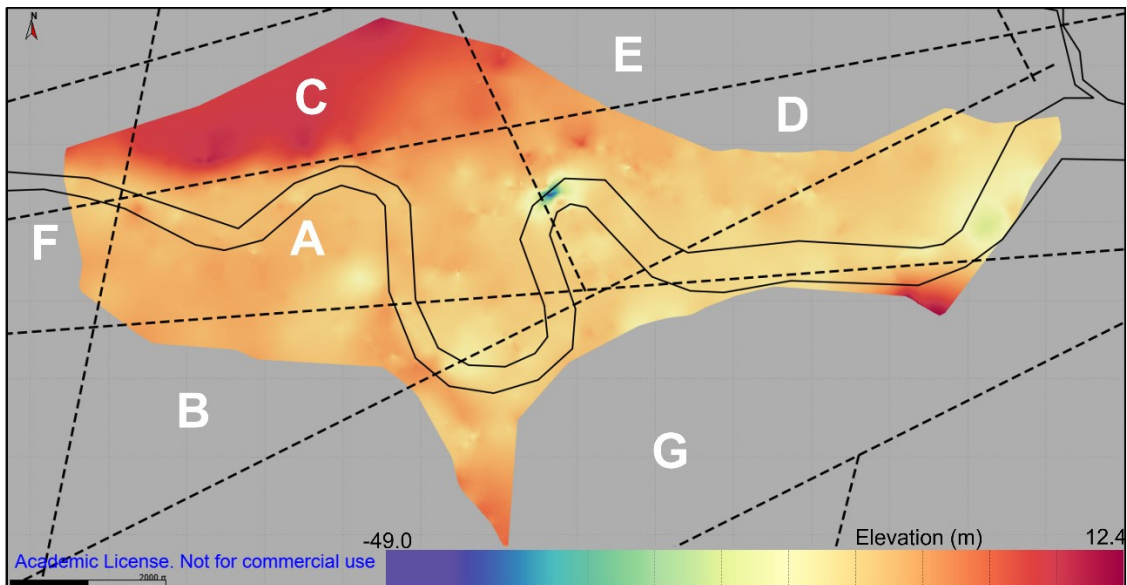 N
E
C
D
A
F
B
G
-49.0
Elevation (m)
12.4
Academic License. Not for commercial use
2000 m